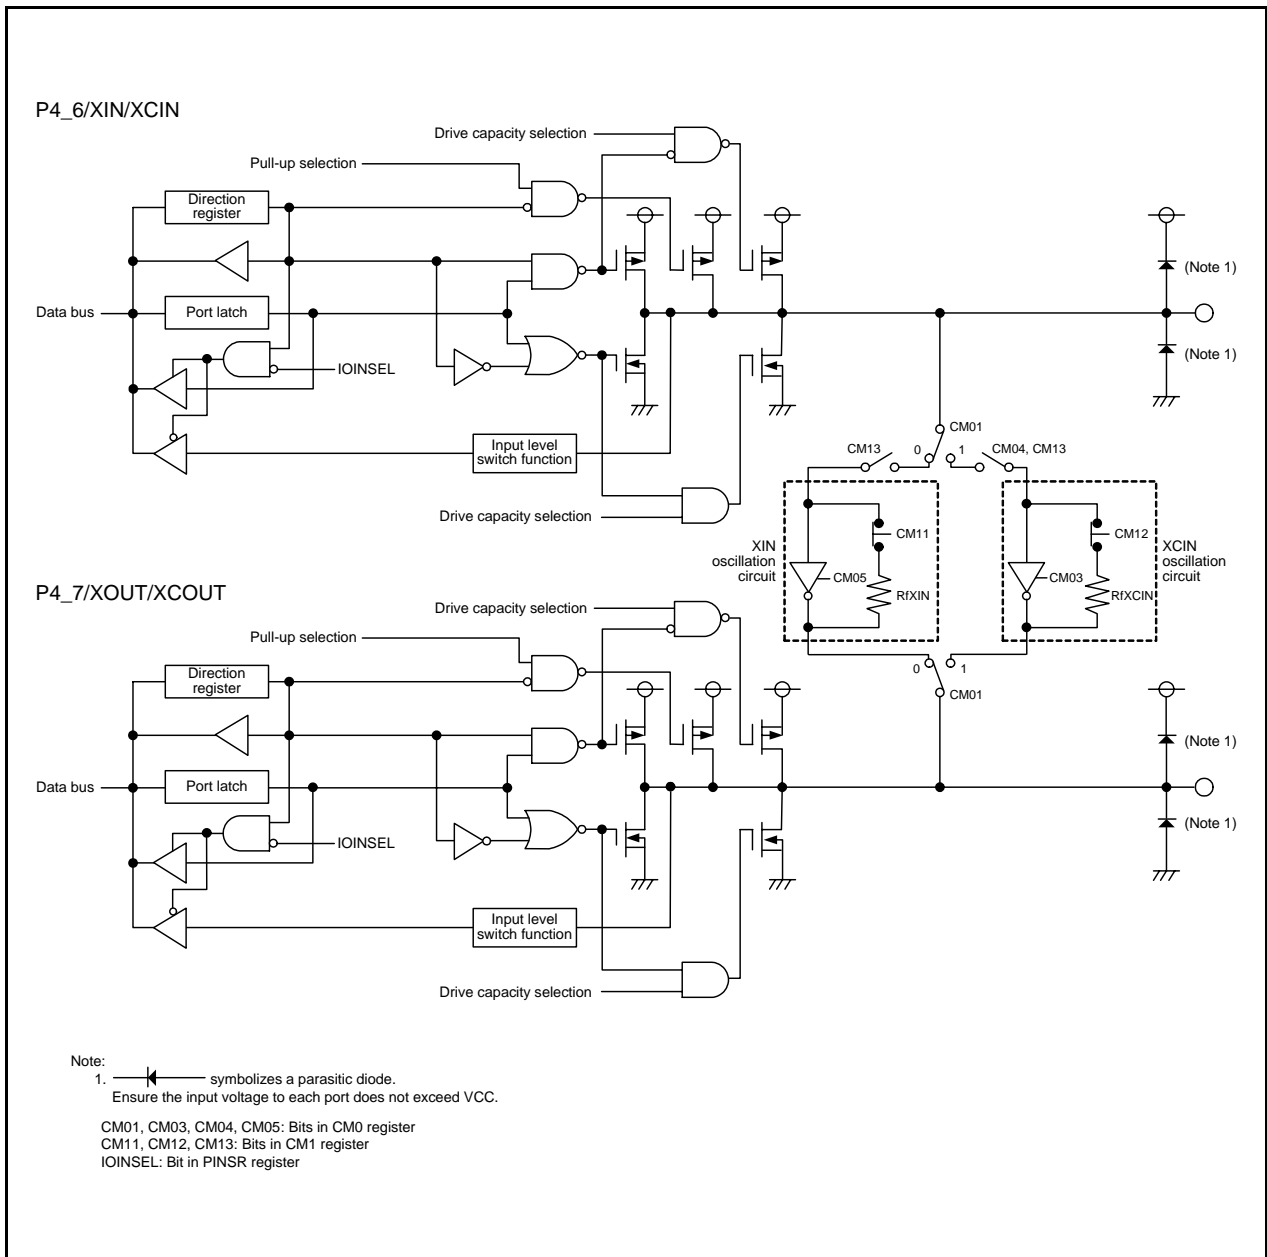 P4_6/XIN/XCIN
Drive capacity selection
Pull-up selection
Direction
register
(Note 1)
Data bus
Port latch
(Note 1)
IOINSEL
CM01
CM13
0
1
CM04, CM13
Input level
switch function
Drive capacity selection
XIN
oscillation
circuit
CM11
CM05
RfXIN
CM12
CM03
RfXCIN
XCIN
oscillation
circuit
P4_7/XOUT/XCOUT
Drive capacity selection
Pull-up selection
0
1
CM01
Direction
register
(Note 1)
Data bus
Port latch
(Note 1)
IOINSEL
Input level
switch function
Drive capacity selection
Note:
1. symbolizes a parasitic diode.
Ensure the input voltage to each port does not exceed VCC.
CM01, CM03, CM04, CM05: Bits in CM0 register
CM11, CM12, CM13: Bits in CM1 register
IOINSEL: Bit in PINSR register